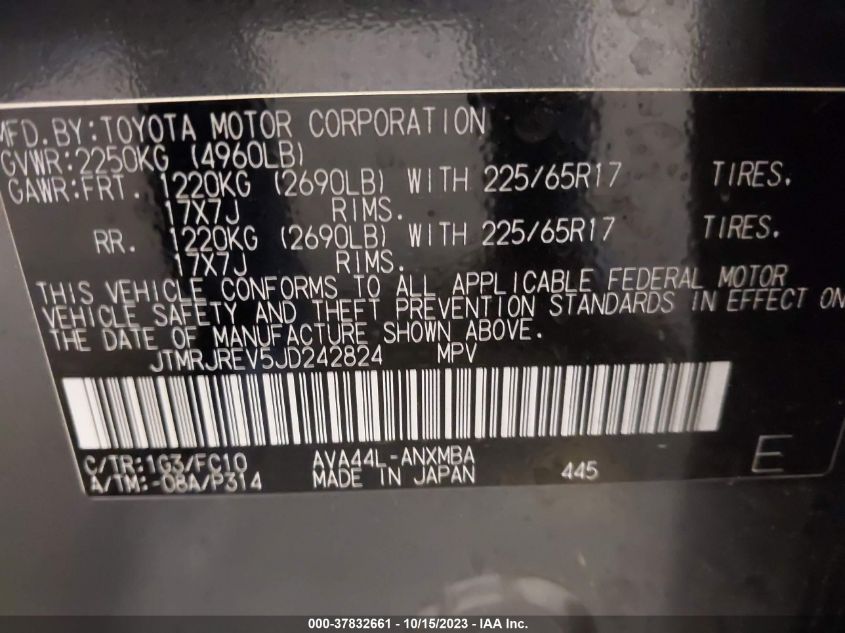 MFD.BY:TOYOTA MOTOR CORPORATION
GVWR:2250KG (4960LB)
GAWR:FRT. 1220KG (2690LB) WITH 225/65R17 TIRES.
17X7J RIMS.
RR. 1220KG (2690LB) WITH 225/65R17 TIRES.
17X7J RIMS.
THIS VEHICLE CONFORMS TO ALL APPLICABLE FEDERAL MOTOR
VEHICLE SAFETY AND THEFT PREVENTION STANDARDS IN EFFECT ON
THE DATE OF MANUFACTURE SHOWN ABOVE.
JTMRJREV5JD242824 MPV
C/TR:1G3/FC10 AVA44L-ANXMBA
A/TM:-08A/P314 MADE IN JAPAN 445 E
000-37832661 - 10/15/2023 - IAA Inc.